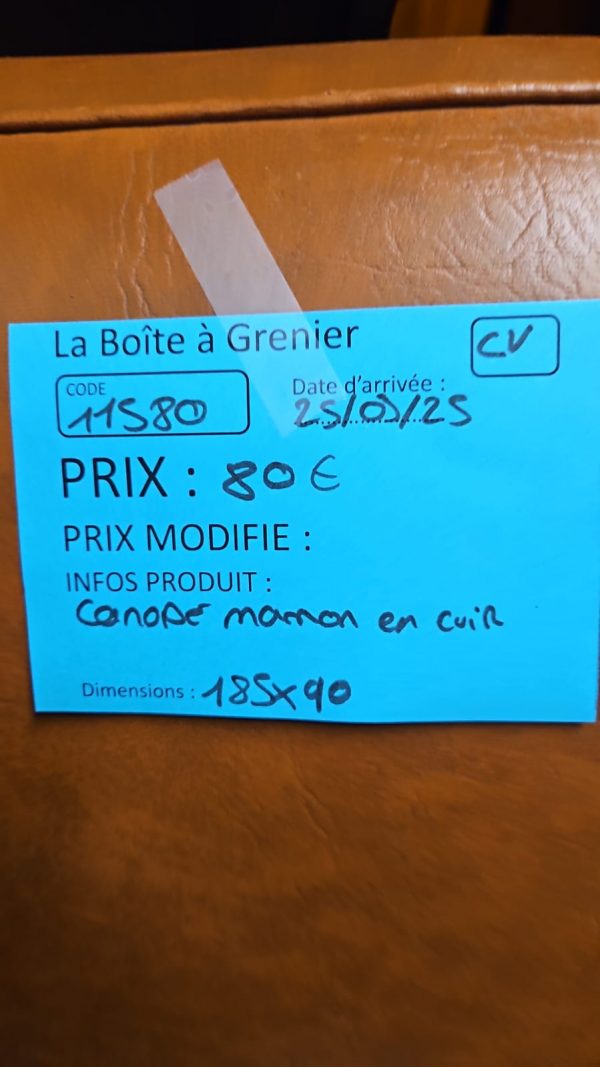 La Boîte à Grenier
CV
CODE
11580
Date d'arrivée :
25/03/25
PRIX : 80 €
PRIX MODIFIE :
INFOS PRODUIT :
canapé marron en cuir
Dimensions : 185x90